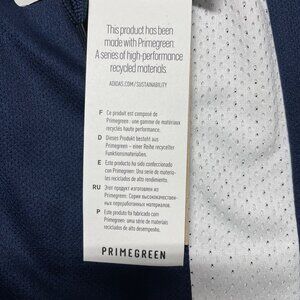 This product has been
made with Primegreen:
A series of high-performance
recycled materials.
ADIDAS.COM/SUSTAINABILITY
F Ce produit est composé de
Primegreen : une gamme de matériaux
recyclés haute performance.
D Dieses Produkt besteht aus
Primegreen – einer Reihe recycelter
Funktionsmaterialien.
E Este producto ha sido confeccionado
con Primegreen: Una serie de materia-
les reciclados de alto rendimiento.
RU Этот продукт изготовлен из
Primegreen: Серии высококачествен-
ных переработанных материалов.
P Este produto foi fabricado com
Primegreen: uma série de materiais
reciclados de alto desempenho.
PRIMEGREEN